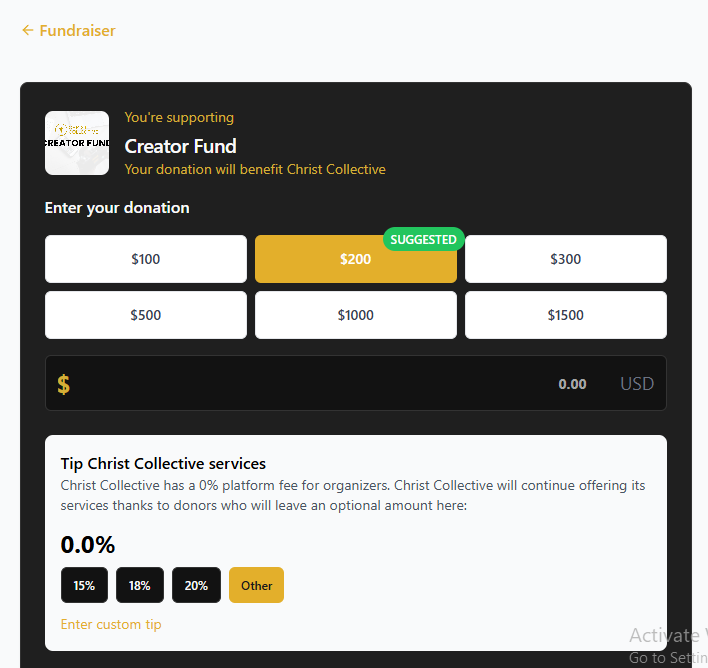 ← Fundraiser
CREATOR FUND
You're supporting
Creator Fund
Your donation will benefit Christ Collective
Enter your donation
$100
$200
SUGGESTED
$300
$500
$1000
$1500
$ 0.00 USD
Tip Christ Collective services
Christ Collective has a 0% platform fee for organizers. Christ Collective will continue offering its
services thanks to donors who will leave an optional amount here:
0.0%
15% 18% 20% Other
Enter custom tip
Activate
Go to Settin